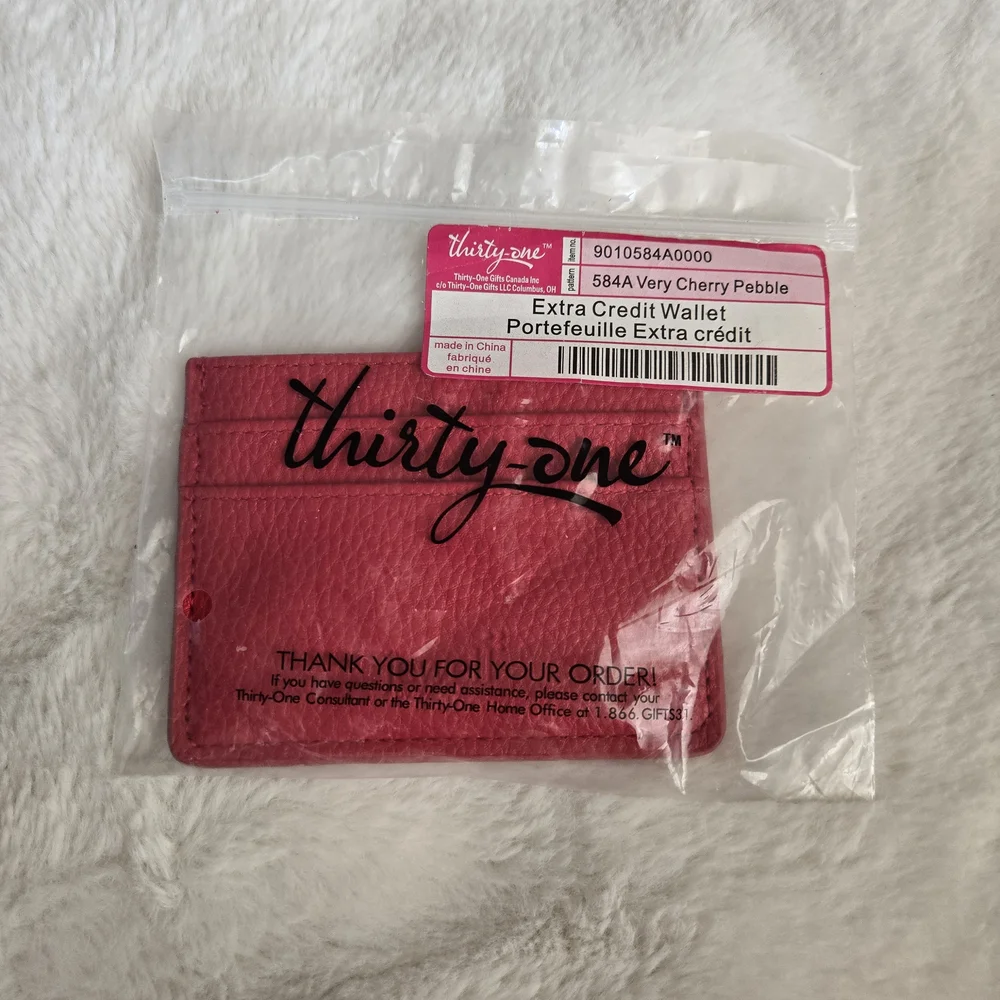 thirty-one™
Thirty-One Gifts Canada Inc
c/o Thirty-One Gifts LLC Columbus, OH
item no.
9010584A0000
pattern
584A Very Cherry Pebble
Extra Credit Wallet
Portefeuille Extra crédit
made in China
fabriqué
en chine
thirty-one™
THANK YOU FOR YOUR ORDER!
If you have questions or need assistance, please contact your
Thirty-One Consultant or the Thirty-One Home Office at 1.866.GIFTS31.